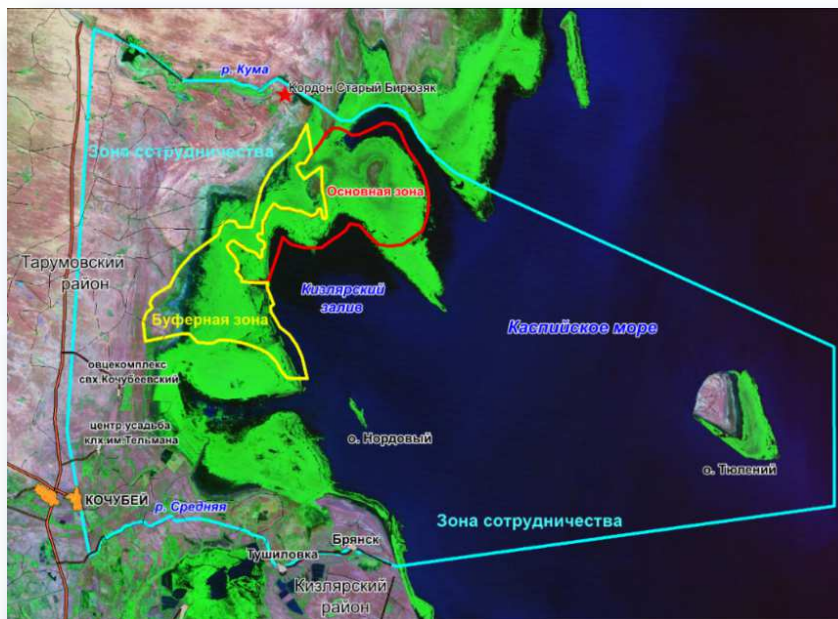 р. Кума
Кордон Старый Бирюзяк
Зона сотрудничества
Основная зона
Тарумовский
район
Кизлярский
залив
Буферная зона
Каспийское море
овцекомплекс
свх.Кочубеевский
о. Нордовый
центр.усадьба
клх.им.Тельмана
о. Тюлений
КОЧУБЕЙ
р. Средняя
Зона сотрудничества
Брянск
Тушиловка
Кизлярский
район